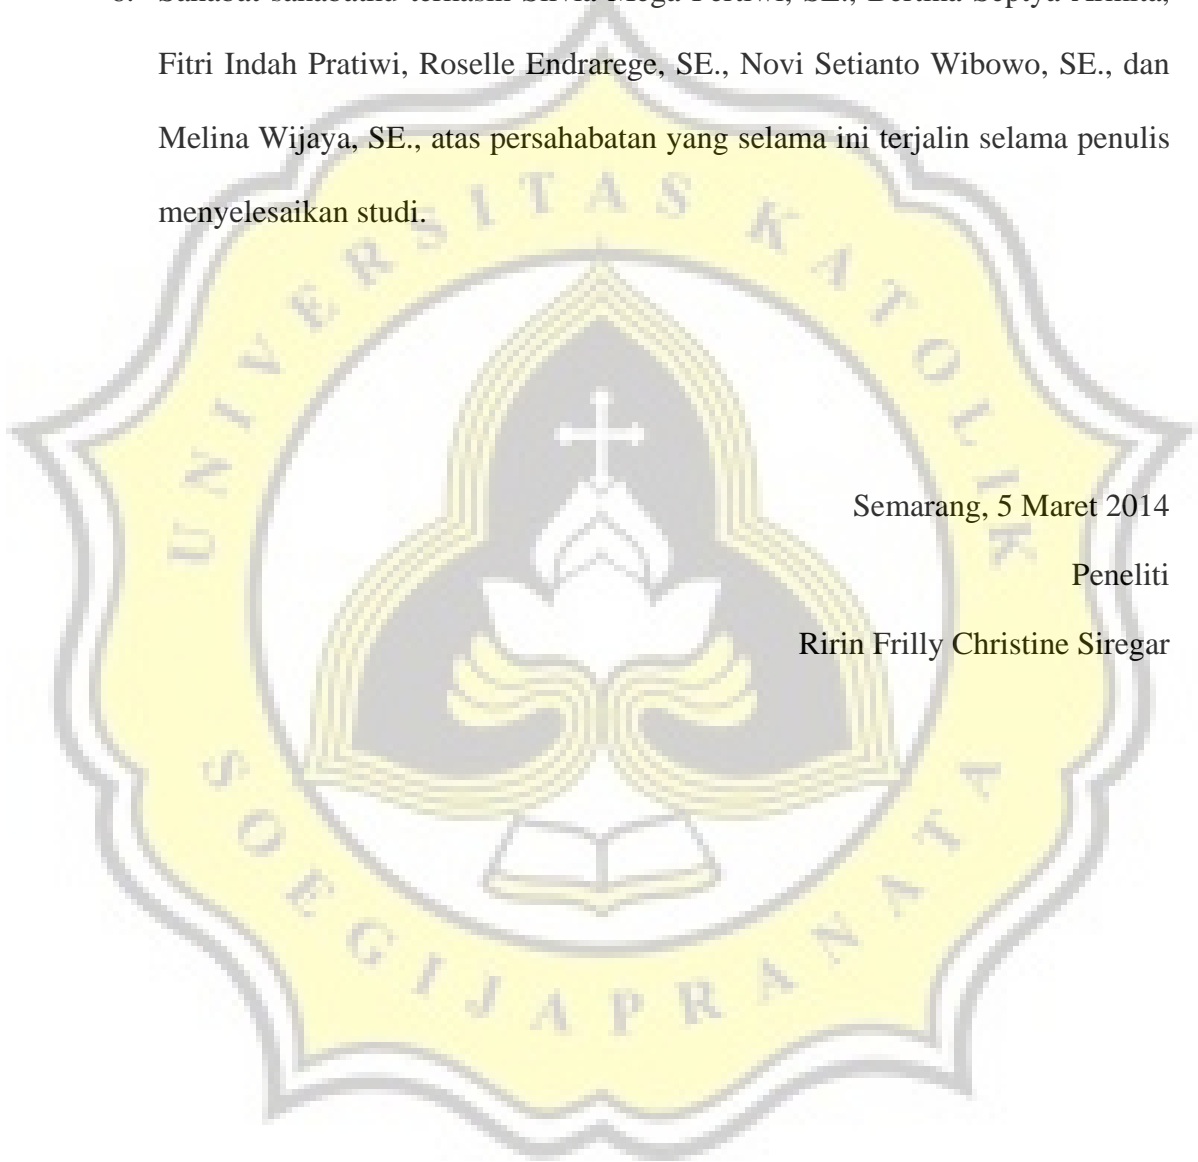 Fitri Indah Pratiwi, Roselle Endrarege, SE., Novi Setianto Wibowo, SE., dan
Melina Wijaya, SE., atas persahabatan yang selama ini terjalin selama penulis
menyelesaikan studi.
Semarang, 5 Maret 2014
Peneliti
Ririn Frilly Christine Siregar
UNIVERSITAS KATOLIK
SOEGIJAPRANATA